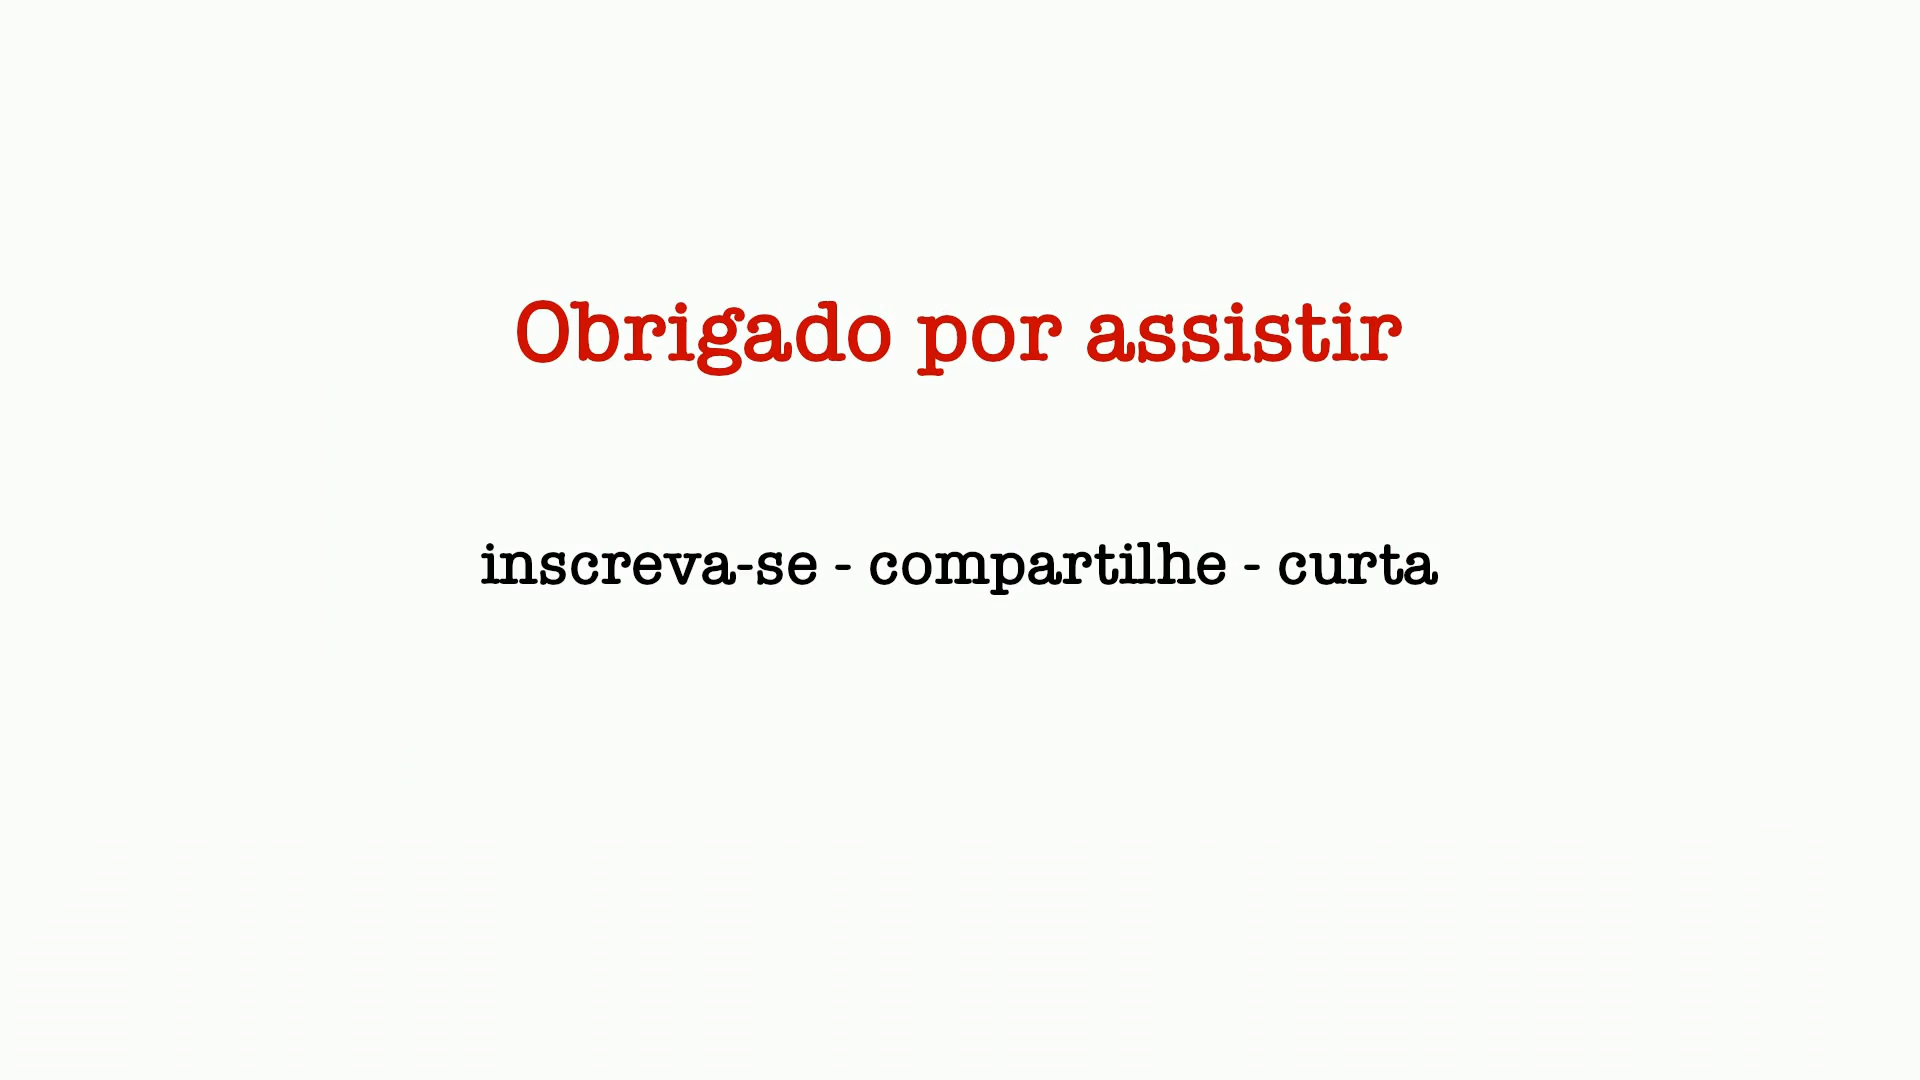 Obrigado por assistir
inscreva-se - compartilhe - curta